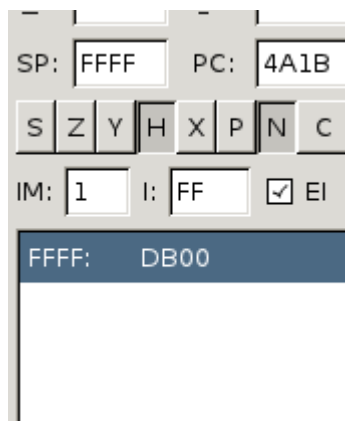 SP: FFFF PC: 4A1B
S Z Y H X P N C
IM: 1 I: FF EI
FFFF: DB00